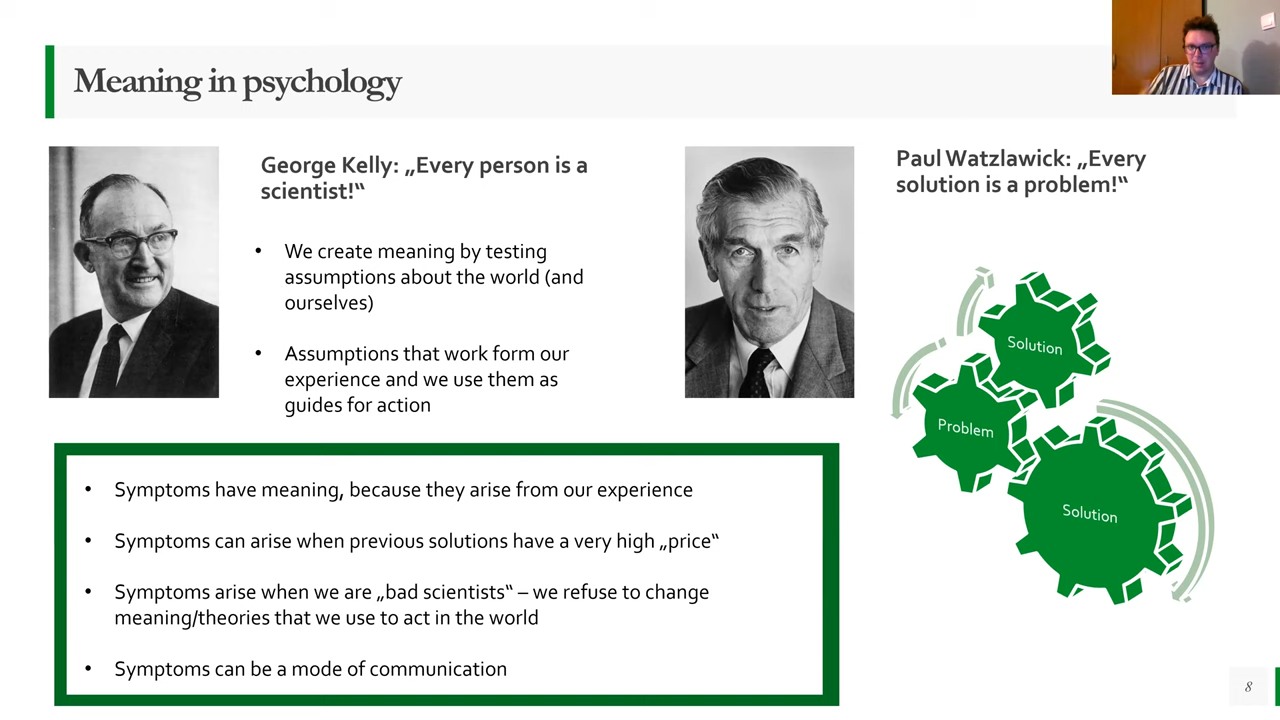 Meaning in psychology
George Kelly: „Every person is a
scientist!“
• We create meaning by testing
assumptions about the world (and
ourselves)
• Assumptions that work form our
experience and we use them as
guides for action
Paul Watzlawick: „Every
solution is a problem!“
Solution
Problem
Solution
• Symptoms have meaning, because they arise from our experience
• Symptoms can arise when previous solutions have a very high „price“
• Symptoms arise when we are „bad scientists“ – we refuse to change
meaning/theories that we use to act in the world
• Symptoms can be a mode of communication
8